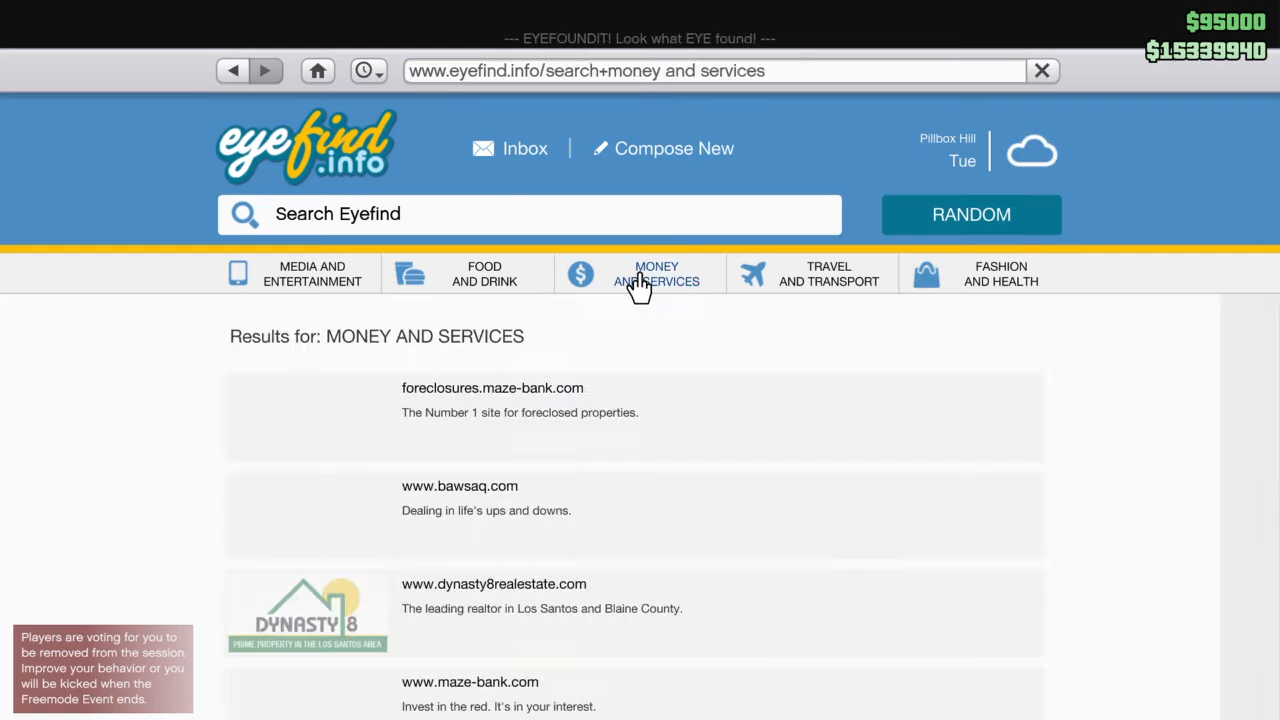 $95000
--- EYEFOUNDIT! Look what EYE found! ---
$15339940
www.eyefind.info/search+money and services
eyefind
.info
Inbox
Compose New
Pillbox Hill
Tue
Search Eyefind
RANDOM
MEDIA AND
ENTERTAINMENT
FOOD
AND DRINK
MONEY
AND SERVICES
TRAVEL
AND TRANSPORT
FASHION
AND HEALTH
Results for: MONEY AND SERVICES
foreclosures.maze-bank.com
The Number 1 site for foreclosed properties.
www.bawsaq.com
Dealing in life's ups and downs.
www.dynasty8realestate.com
The leading realtor in Los Santos and Blaine County.
DYNASTY 8
PRIME PROPERTY IN THE LOS SANTOS AREA
www.maze-bank.com
Invest in the red. It's in your interest.
Players are voting for you to
be removed from the session.
Improve your behavior or you
will be kicked when the
Freemode Event ends.